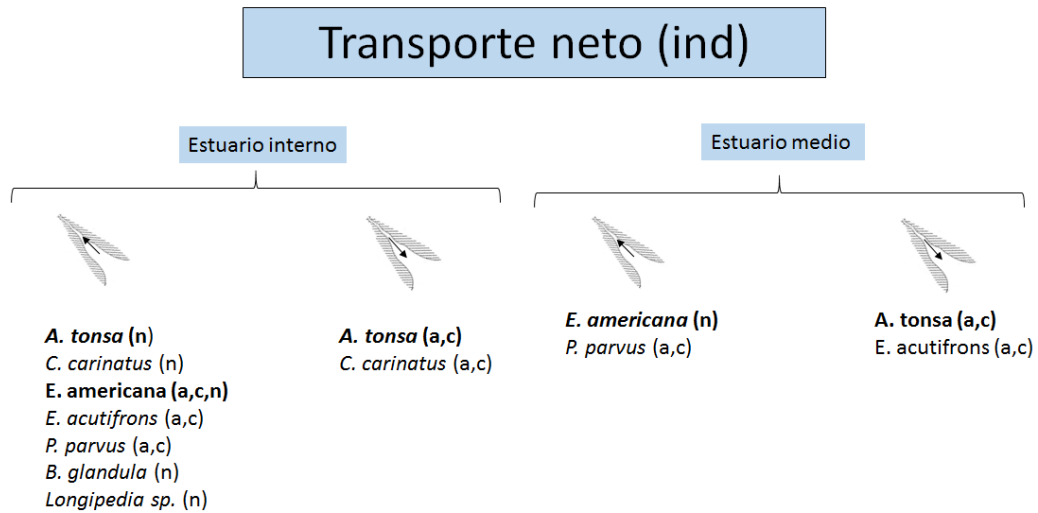 Transporte neto (ind)
Estuario interno
Estuario medio
A. tonsa (n)
C. carinatus (n)
E. americana (a,c,n)
E. acutifrons (a,c)
P. parvus (a,c)
B. glandula (n)
Longipedia sp. (n)
A. tonsa (a,c)
C. carinatus (a,c)
E. americana (n)
P. parvus (a,c)
A. tonsa (a,c)
E. acutifrons (a,c)